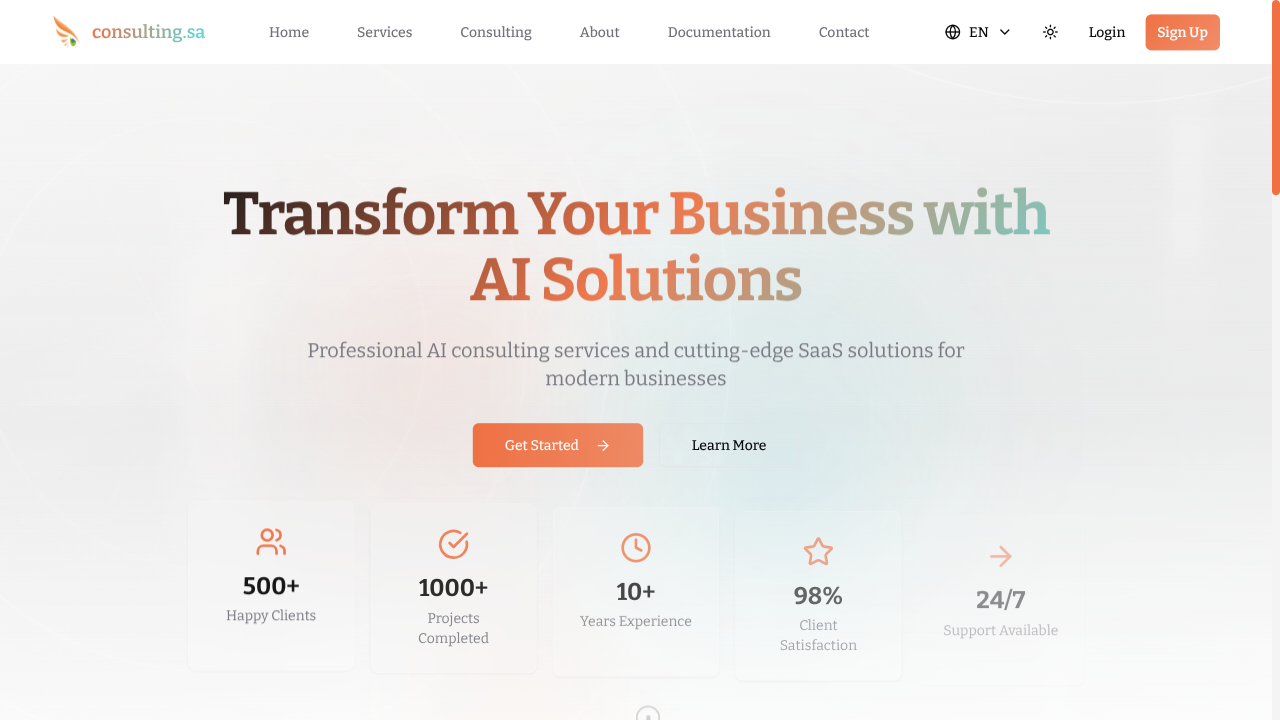 consulting.sa
Home
Services
Consulting
About
Documentation
Contact
EN
Login
Sign Up
Transform Your Business with
AI Solutions
Professional AI consulting services and cutting-edge SaaS solutions for
modern businesses
Get Started
Learn More
500+
Happy Clients
1000+
Projects
Completed
10+
Years Experience
98%
Client
Satisfaction
24/7
Support Available